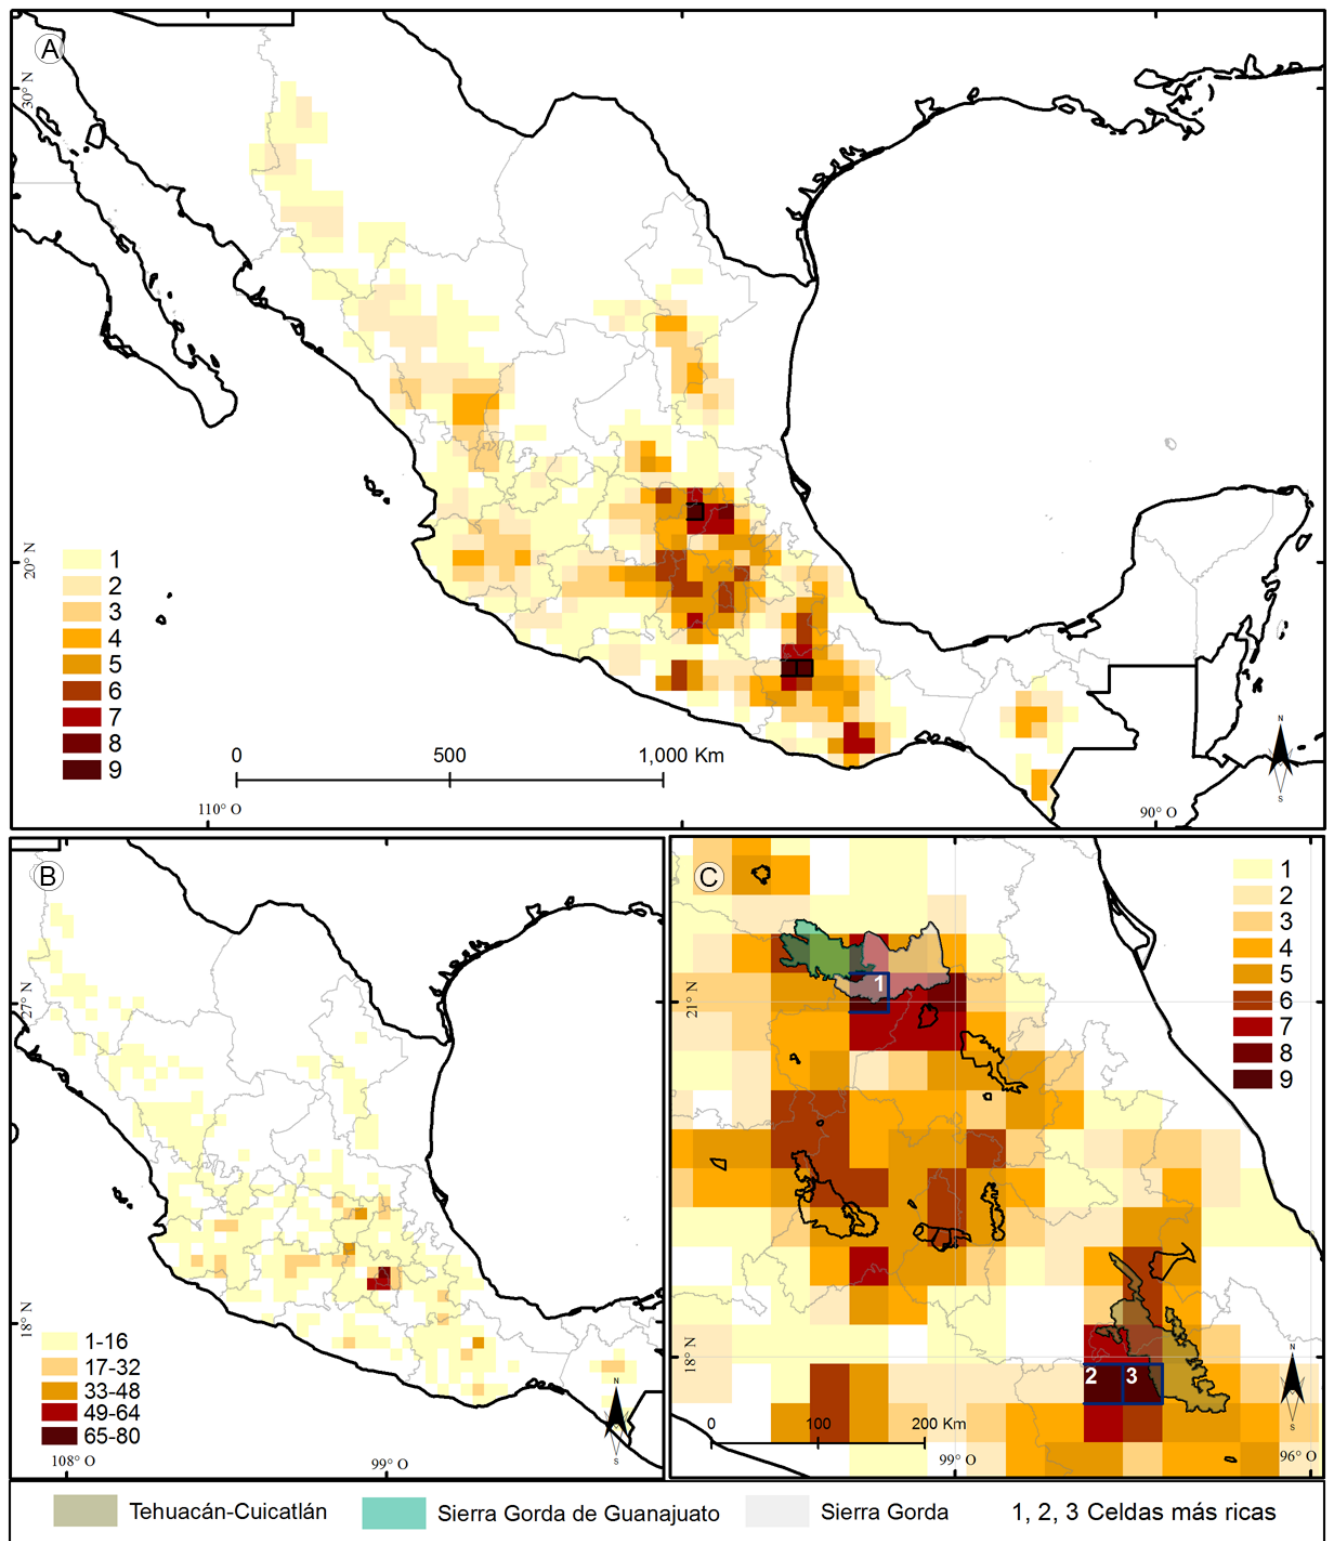 A
30° N
20° N
1
2
3
4
5
6
7
8
9
0 500 1,000 Km
110° O
90° O
N
S
B
27° N
18° N
1-16
17-32
33-48
49-64
65-80
108° O
99° O
N
S
C
21° N
18° N
1
2
3
4
5
6
7
8
9
1
2 3
0 100 200 Km
99° O
96° O
N
S
Tehuacán-Cuicatlán
Sierra Gorda de Guanajuato
Sierra Gorda
1, 2, 3 Celdas más ricas